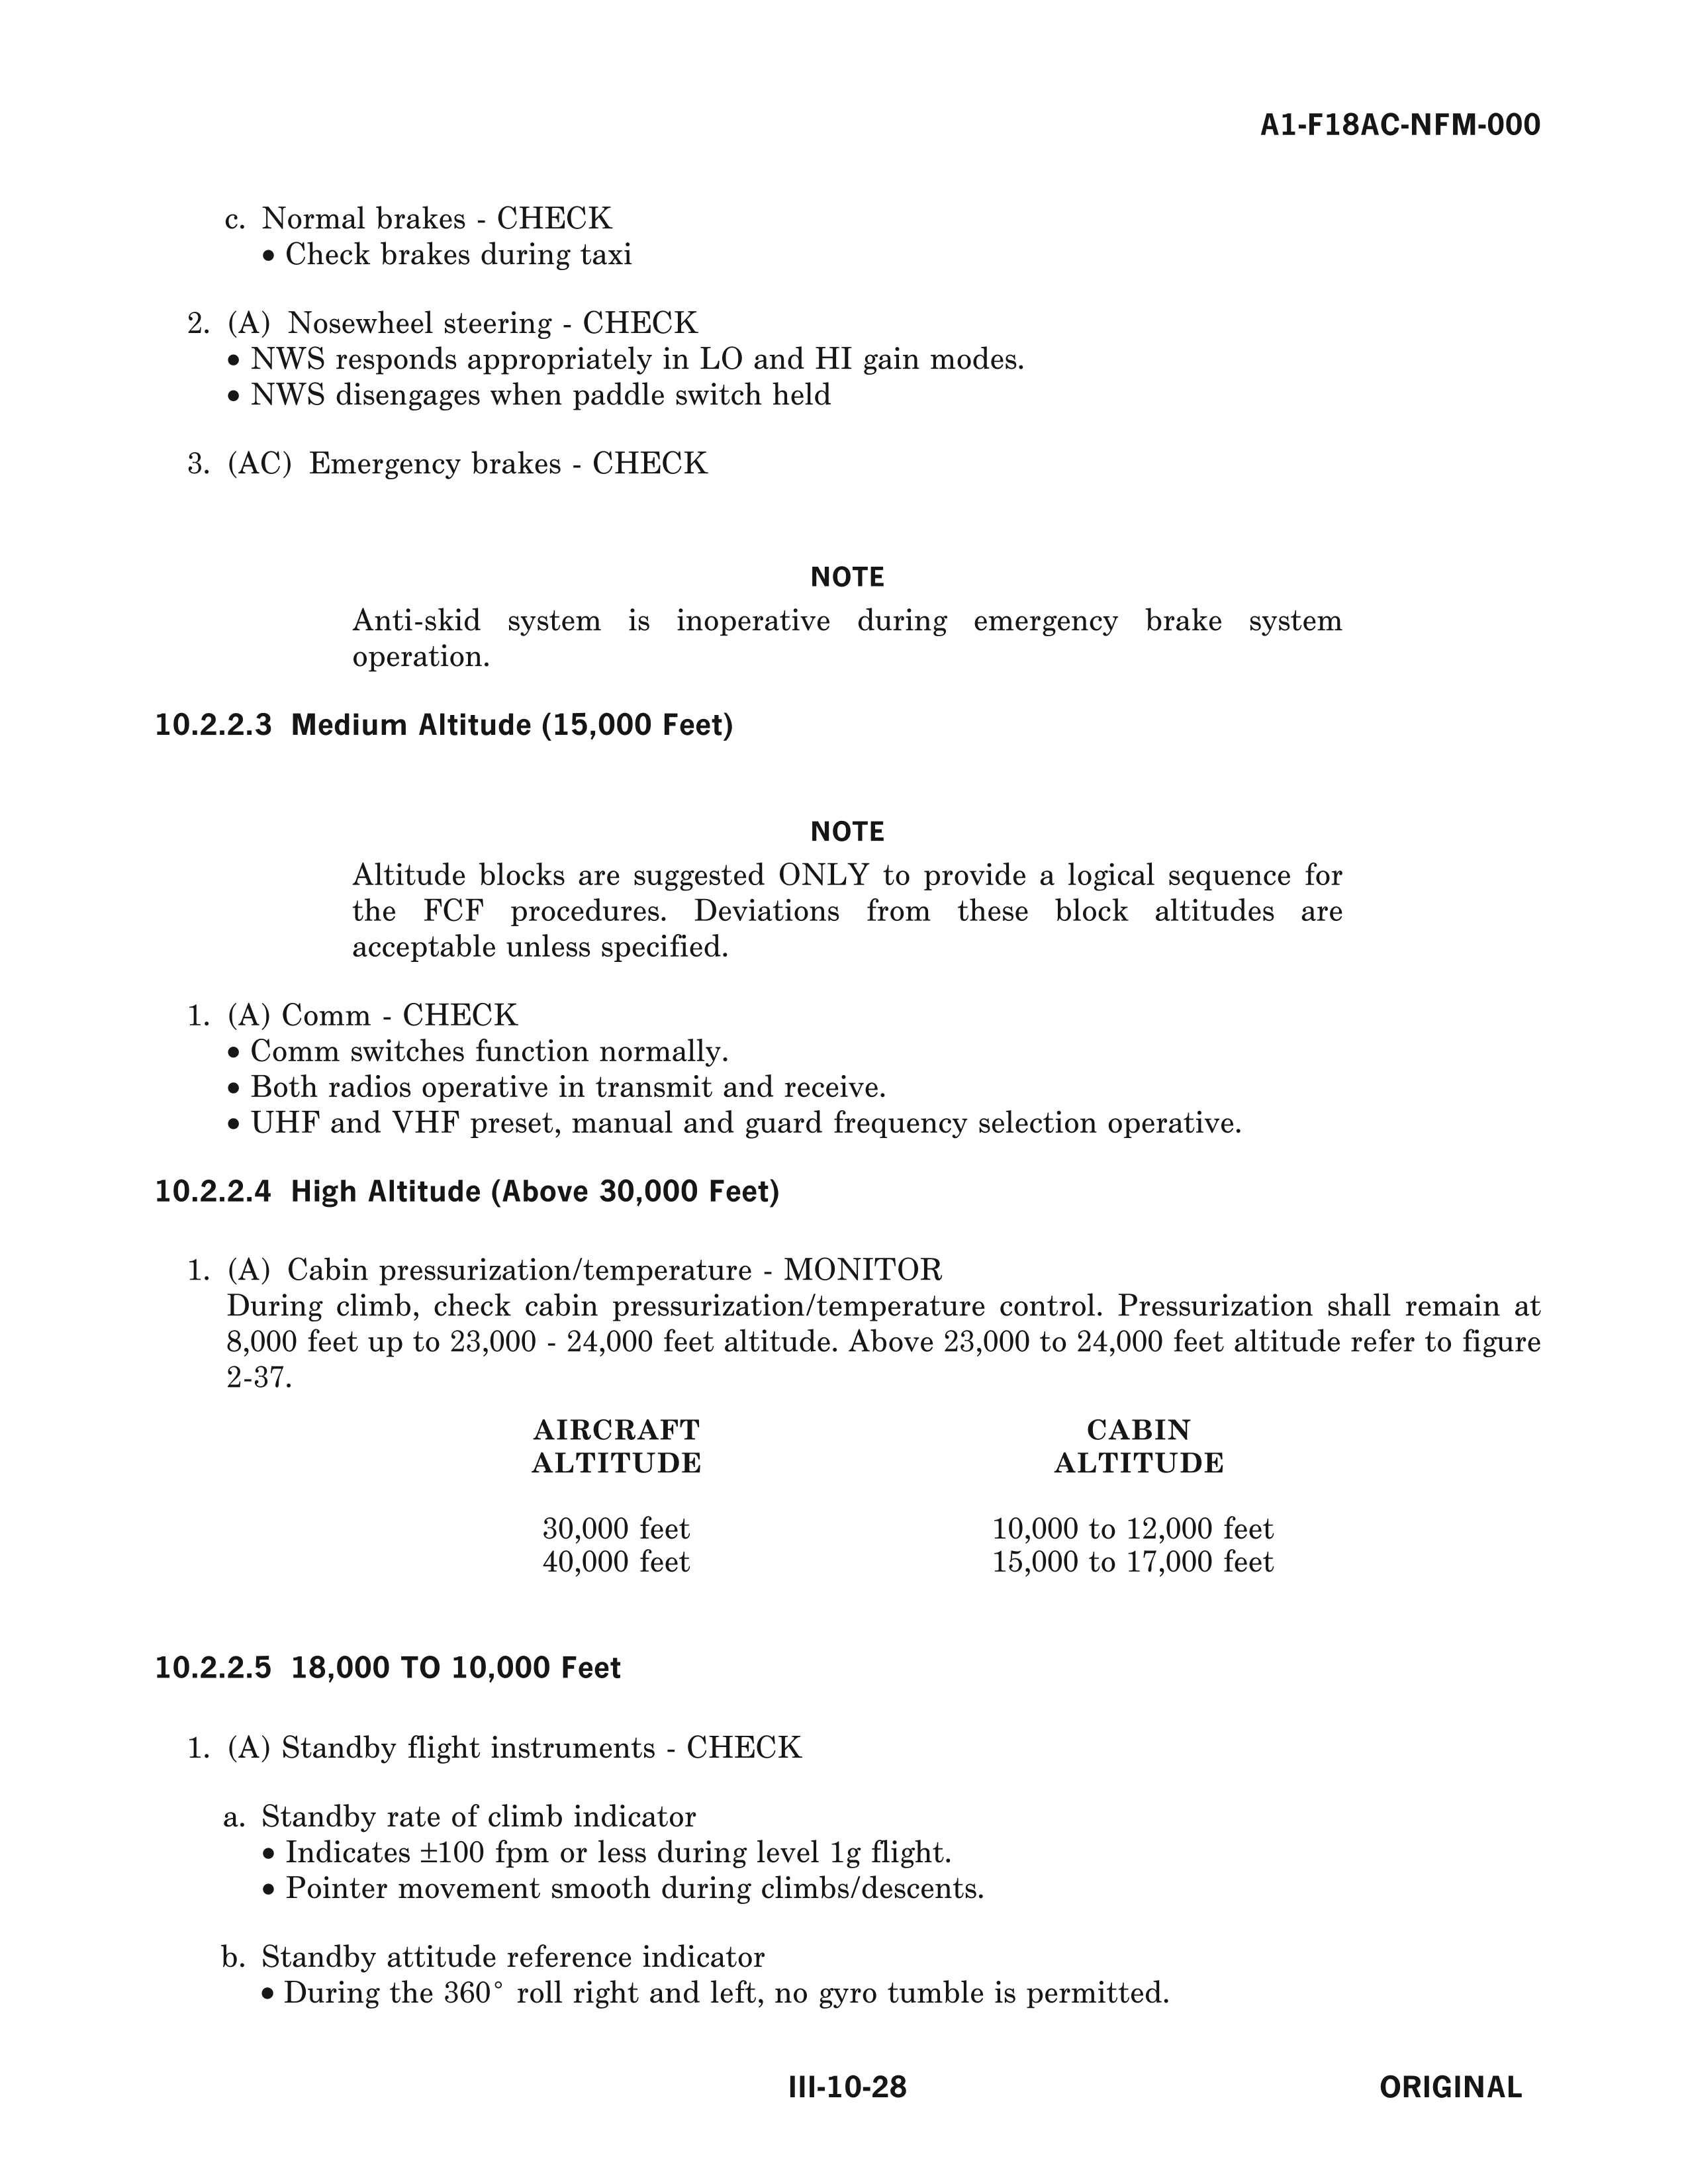 A1-F18AC-NFM-000
c. Normal brakes - CHECK
• Check brakes during taxi
2. (A) Nosewheel steering - CHECK
• NWS responds appropriately in LO and HI gain modes.
• NWS disengages when paddle switch held
3. (AC) Emergency brakes - CHECK
NOTE
Anti-skid system is inoperative during emergency brake system
operation.
10.2.2.3 Medium Altitude (15,000 Feet)
NOTE
Altitude blocks are suggested ONLY to provide a logical sequence for
the FCF procedures. Deviations from these block altitudes are
acceptable unless specified.
1. (A) Comm - CHECK
• Comm switches function normally.
• Both radios operative in transmit and receive.
• UHF and VHF preset, manual and guard frequency selection operative.
10.2.2.4 High Altitude (Above 30,000 Feet)
1. (A) Cabin pressurization/temperature - MONITOR
During climb, check cabin pressurization/temperature control. Pressurization shall remain at
8,000 feet up to 23,000 - 24,000 feet altitude. Above 23,000 to 24,000 feet altitude refer to figure
2-37.
AIRCRAFT CABIN
ALTITUDE ALTITUDE
30,000 feet 10,000 to 12,000 feet
40,000 feet 15,000 to 17,000 feet
10.2.2.5 18,000 TO 10,000 Feet
1. (A) Standby flight instruments - CHECK
a. Standby rate of climb indicator
• Indicates ±100 fpm or less during level 1g flight.
• Pointer movement smooth during climbs/descents.
b. Standby attitude reference indicator
• During the 360° roll right and left, no gyro tumble is permitted.
III-10-28 ORIGINAL